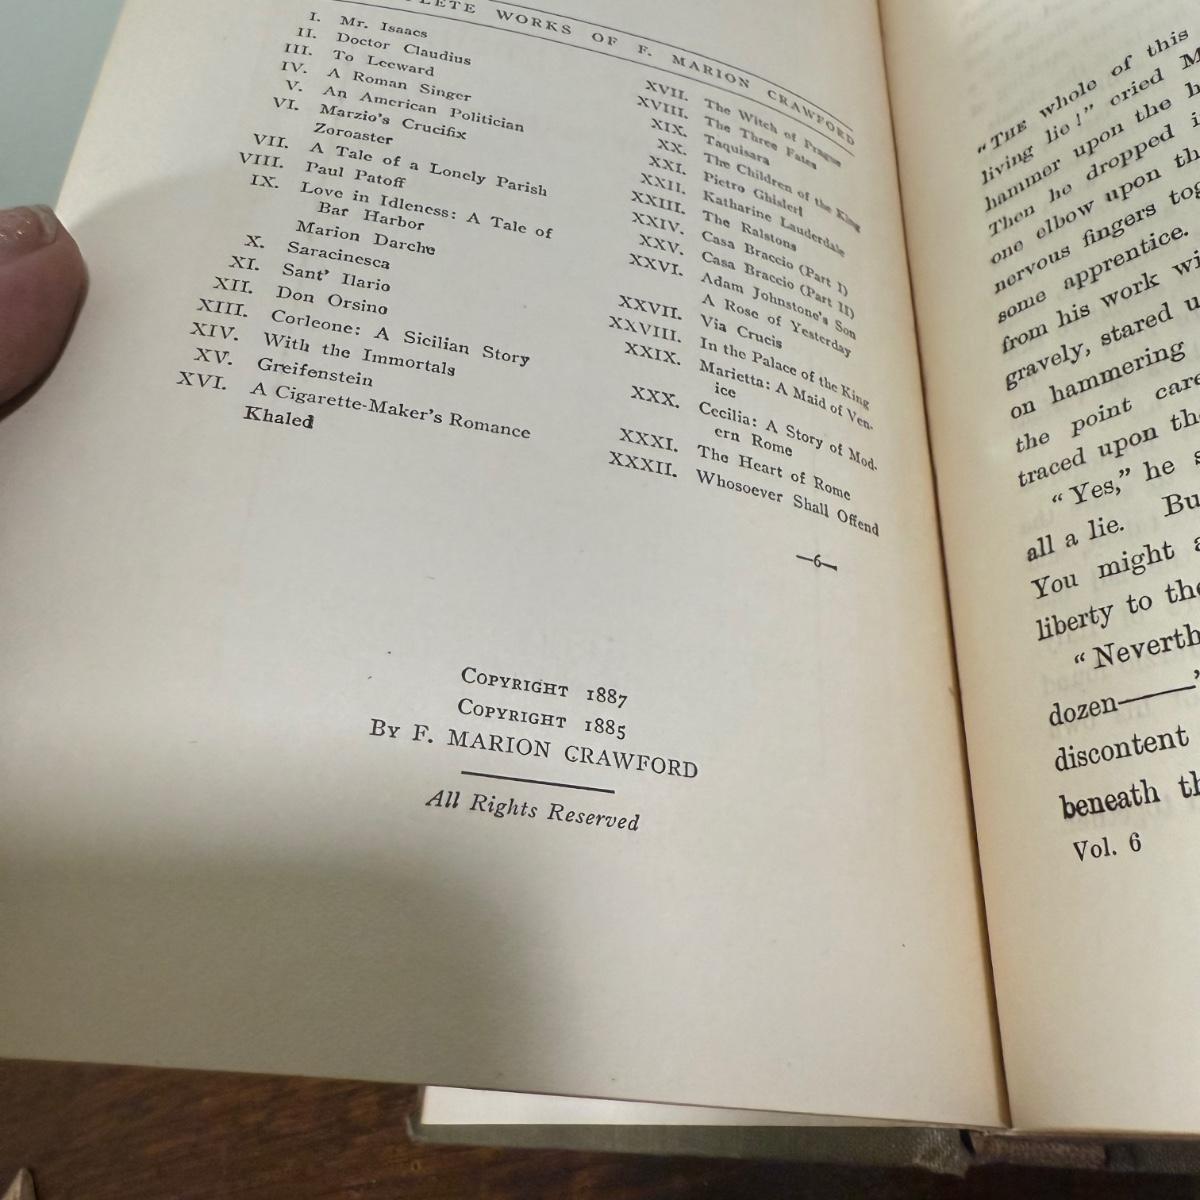 PLETE WORKS OF F. MARION CRAWFORD
I. Mr. Isaacs
II. Doctor Claudius
III. To Leeward
IV. A Roman Singer
V. An American Politician
VI. Marzio's Crucifix
Zoroaster
VII. A Tale of a Lonely Parish
VIII. Paul Patoff
IX. Love in Idleness: A Tale of
Bar Harbor
Marion Darche
X. Saracinesca
XI. Sant' Ilario
XII. Don Orsino
XIII. Corleone: A Sicilian Story
XIV. With the Immortals
XV. Greifenstein
XVI. A Cigarette-Maker's Romance
Khaled
XVII. The Witch of Prague
XVIII. The Three Fates
XIX. Taquisara
XX. The Children of the King
XXI. Pietro Ghisleri
XXII. Katharine Lauderdale
XXIII. The Ralstons
XXIV. Casa Braccio (Part I)
XXV. Casa Braccio (Part II)
XXVI. Adam Johnstone's Son
A Rose of Yesterday
XXVII. Via Crucis
XXVIII. In the Palace of the King
XXIX. Marietta: A Maid of Ven-
ice
XXX. Cecilia: A Story of Mod-
ern Rome
XXXI. The Heart of Rome
XXXII. Whosoever Shall Offend
—6—
COPYRIGHT 1887
COPYRIGHT 1885
BY F. MARION CRAWFORD
All Rights Reserved
"THE whole of this
living lie!" cried M
hammer upon the b
Then he dropped i
one elbow upon th
nervous fingers tog
some apprentice.
from his work wi
gravely, stared u
on hammering
the point care
traced upon th
"Yes," he s
all a lie. Bu
You might a
liberty to the
"Neverth
dozen——"
discontent
beneath th
Vol. 6